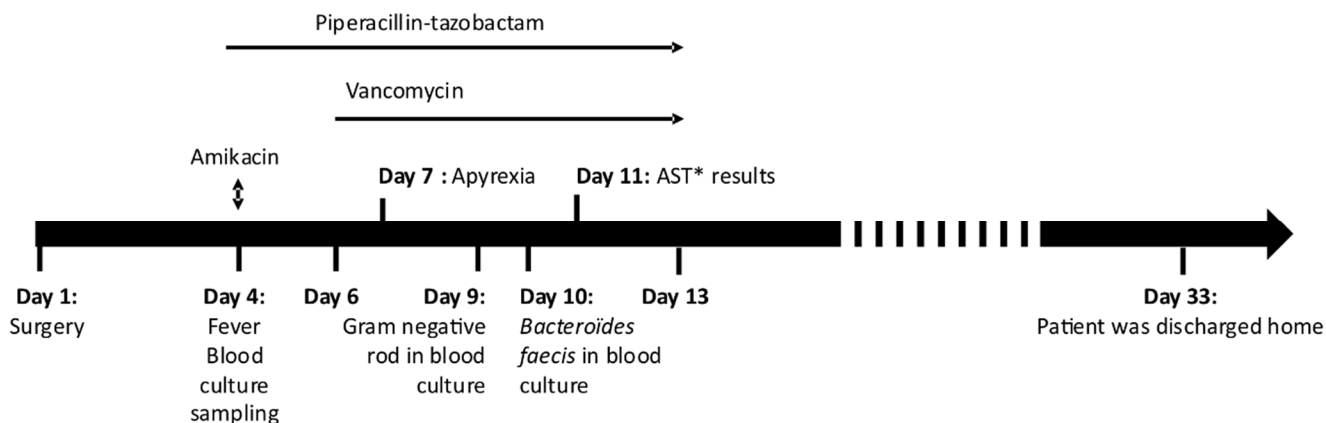 Piperacillin-tazobactam
Vancomycin
Amikacin
Day 7 : Apyrexia
Day 11: AST* results
Day 1:
Surgery
Day 4:
Fever
Blood
culture
sampling
Day 6
Day 9:
Gram negative
rod in blood
culture
Day 10:
Bacteroïdes
faecis in blood
culture
Day 13
Day 33:
Patient was discharged home